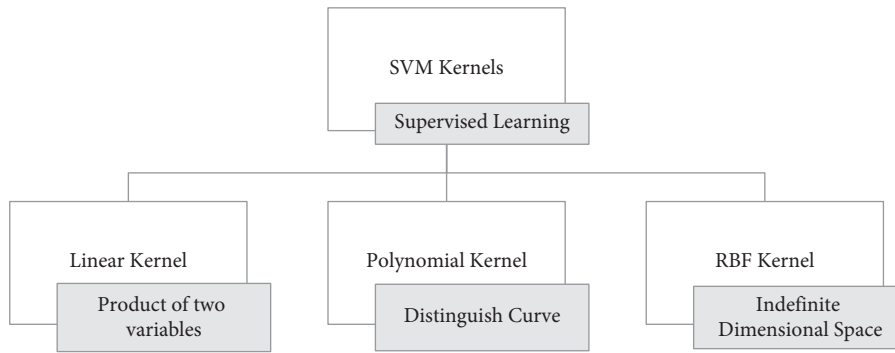 SVM Kernels
Supervised Learning
Linear Kernel
Product of two
variables
Polynomial Kernel
Distinguish Curve
RBF Kernel
Indefinite
Dimensional Space